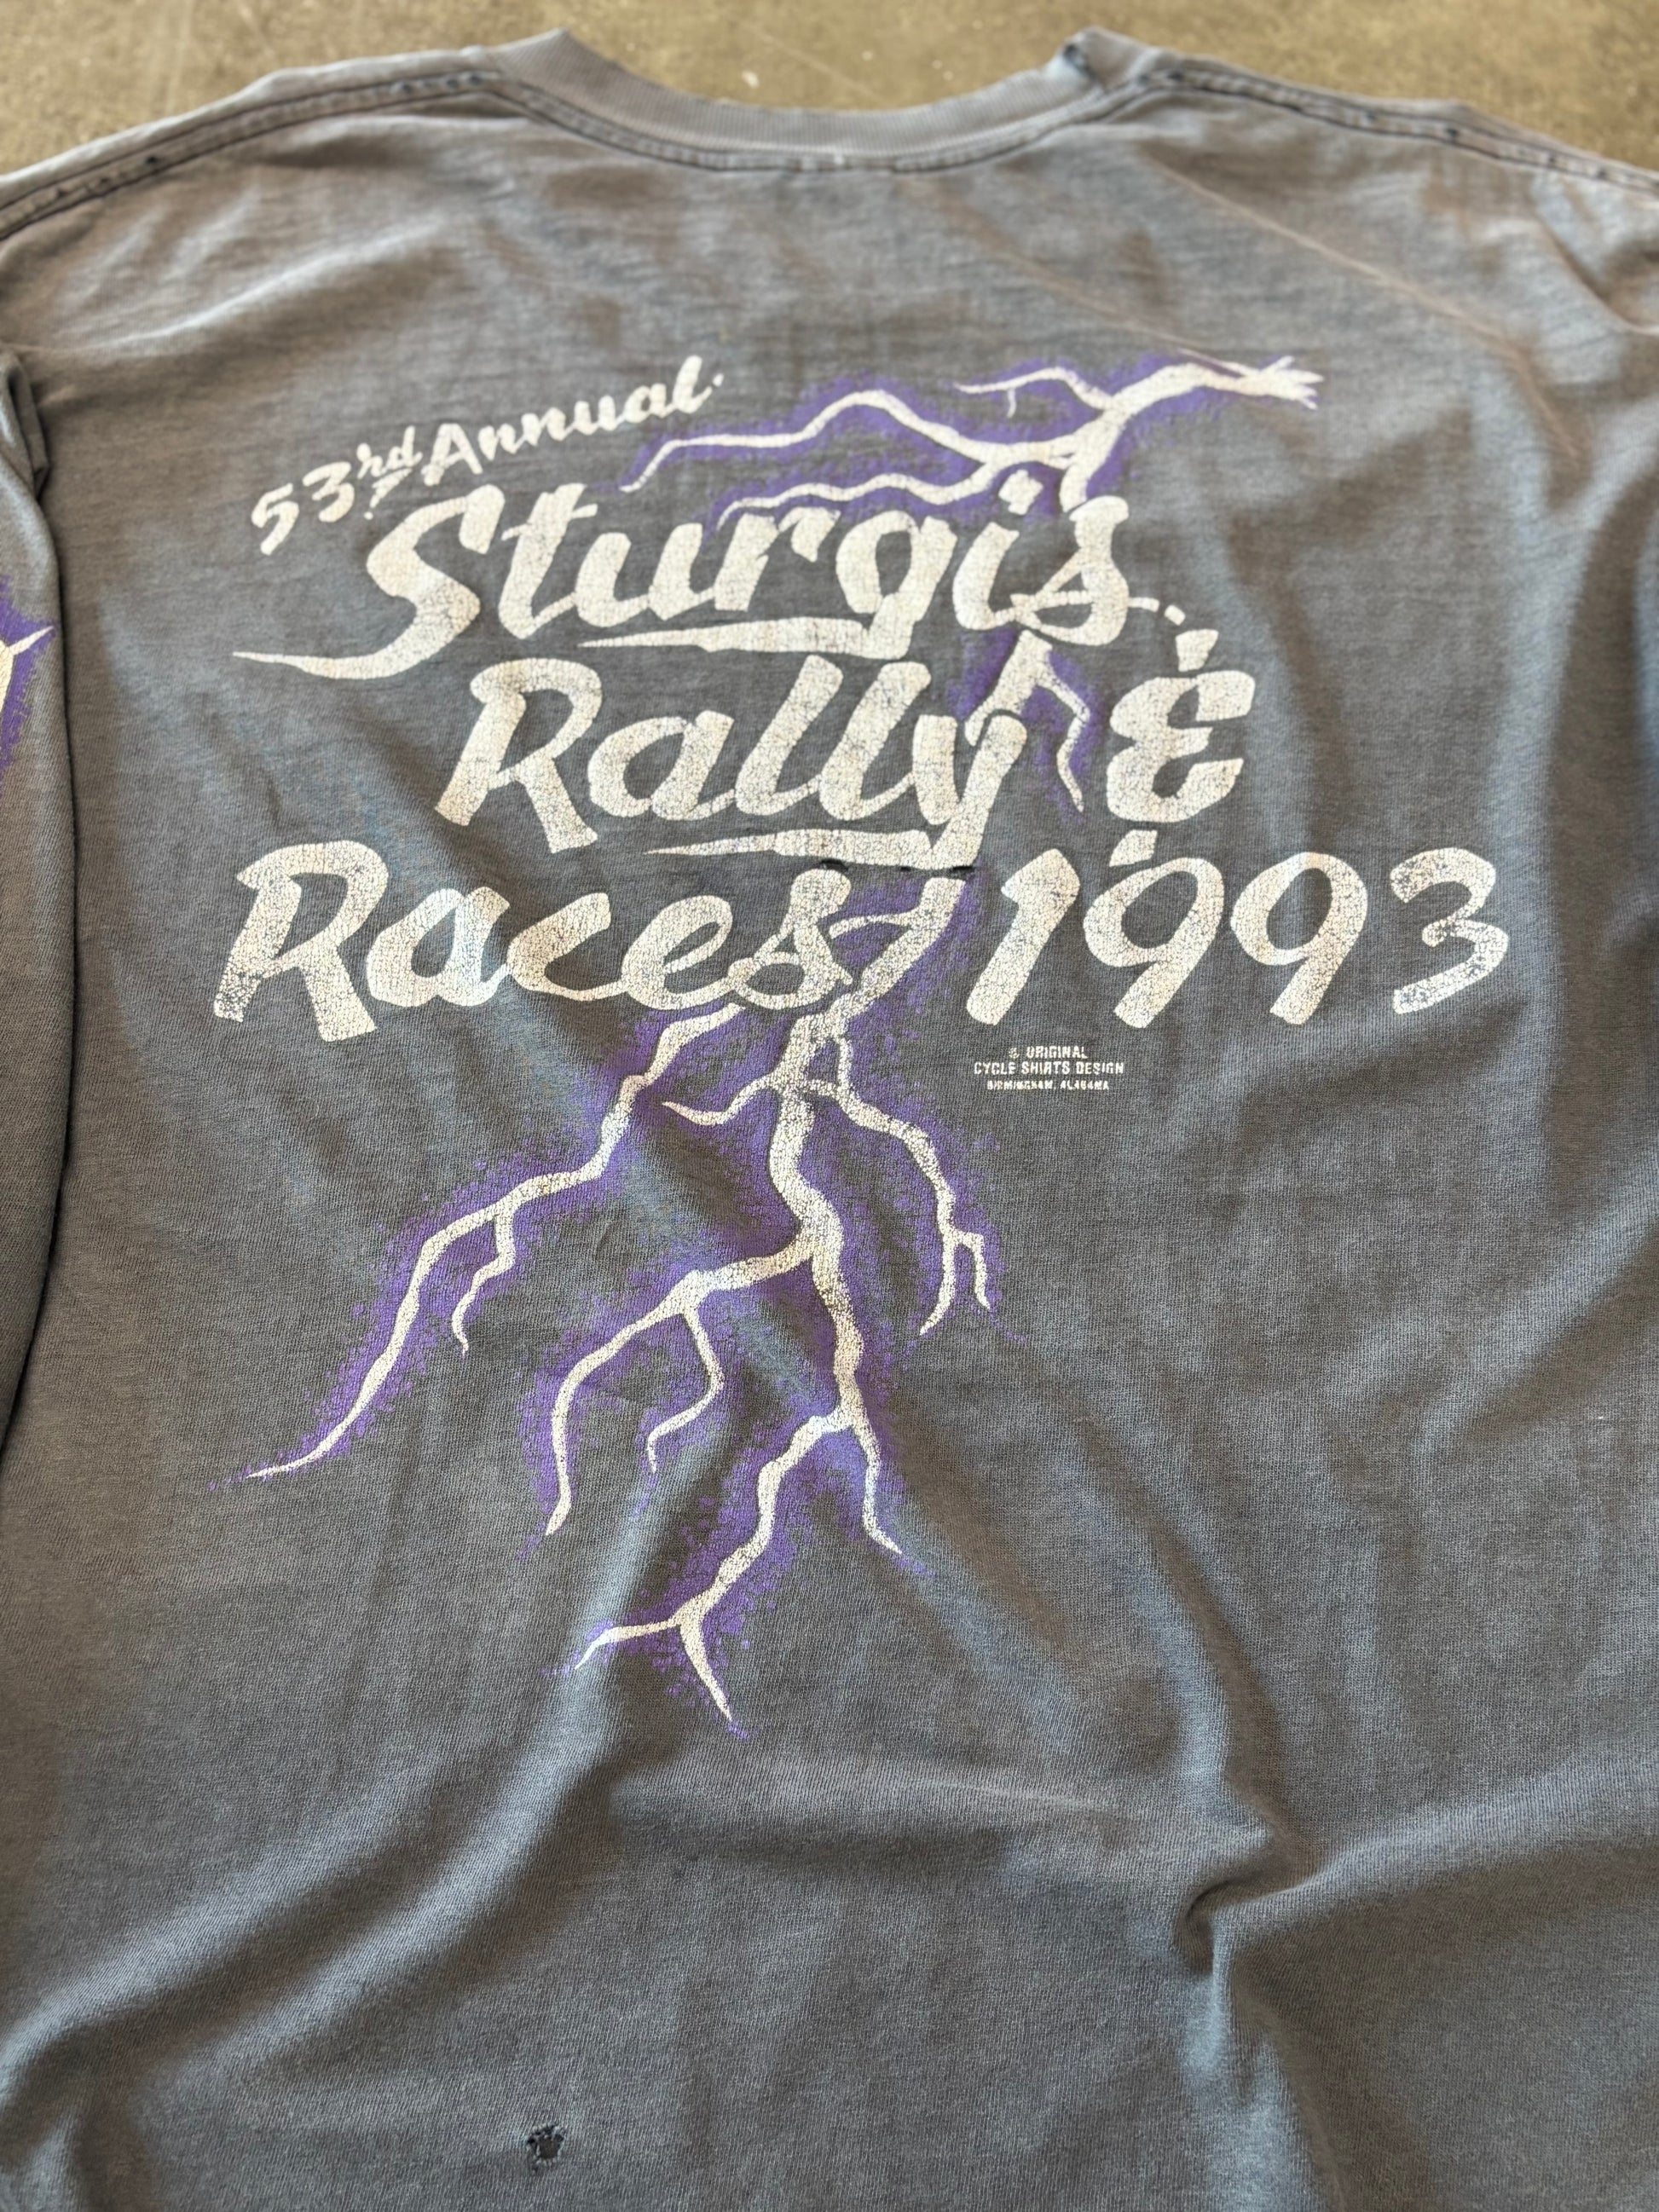 53rd Annual
Sturgis
Rally &
Races 1993
© ORIGINAL
CYCLE SHIRTS DESIGN
BIRMINGHAM, ALABAMA